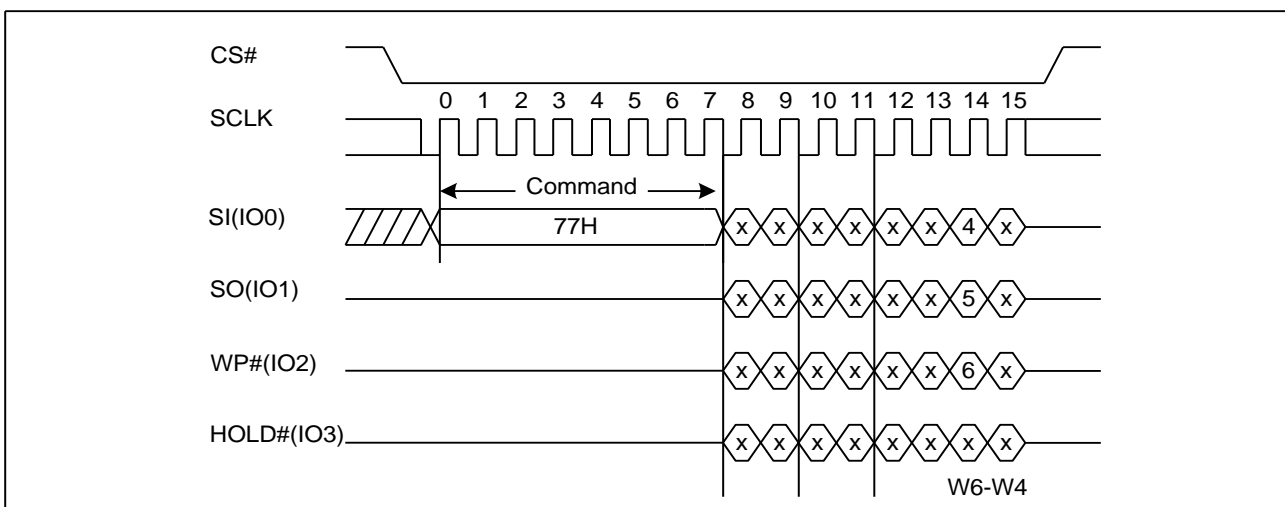 CS#
0 1 2 3 4 5 6 7 8 9 10 11 12 13 14 15
SCLK
Command
SI(IO0) 77H x x x x x x 4 x
SO(IO1) x x x x x x 5 x
WP#(IO2) x x x x x x 6 x
HOLD#(IO3) x x x x x x x x
W6-W4